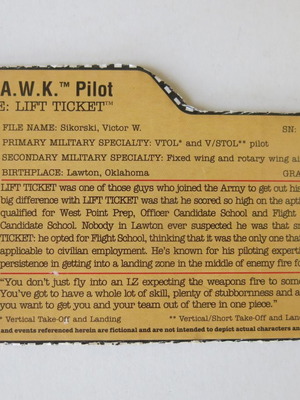 .A.W.K.™ Pilot
E: LIFT TICKET™
FILE NAME: Sikorski, Victor W. SN:
PRIMARY MILITARY SPECIALTY: VTOL* and V/STOL** pilot
SECONDARY MILITARY SPECIALTY: Fixed wing and rotary wing air
BIRTHPLACE: Lawton, Oklahoma GRA
LIFT TICKET was one of those guys who joined the Army to get out his
big difference with LIFT TICKET was that he scored so high on the apti
qualified for West Point Prep, Officer Candidate School and Flight
Candidate School. Nobody in Lawton ever suspected he was that sm
TICKET: he opted for Flight School, thinking that it was the only one that
applicable to civilian employment. He's known for his piloting experti
persistence in getting into a landing zone in the middle of enemy fire fo
"You don't just fly into an LZ expecting the weapons fire to some
You've got to have a whole lot of skill, plenty of stubbornness and a
you want to get you and your team out of there in one piece."
* Vertical Take-Off and Landing **Vertical/Short Take-Off and Land
and events referenced herein are fictional and are not intended to depict actual characters an